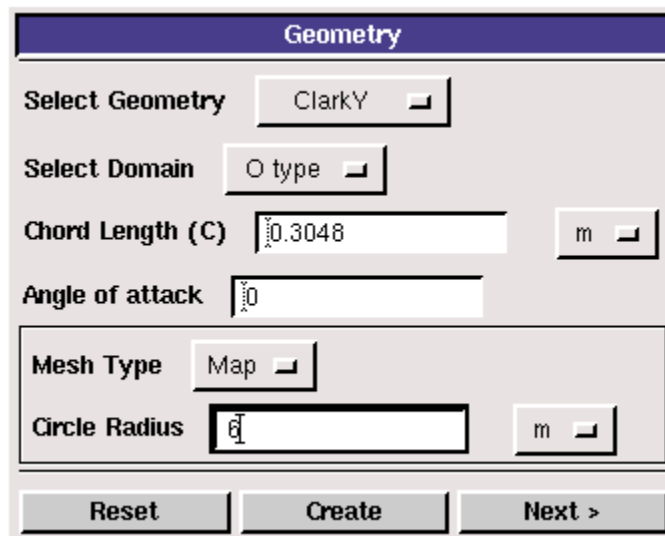 Geometry
Select Geometry ClarkY
Select Domain O type
Chord Length (C) 0.3048 m
Angle of attack 0
Mesh Type Map
Circle Radius 6 m
Reset Create Next >